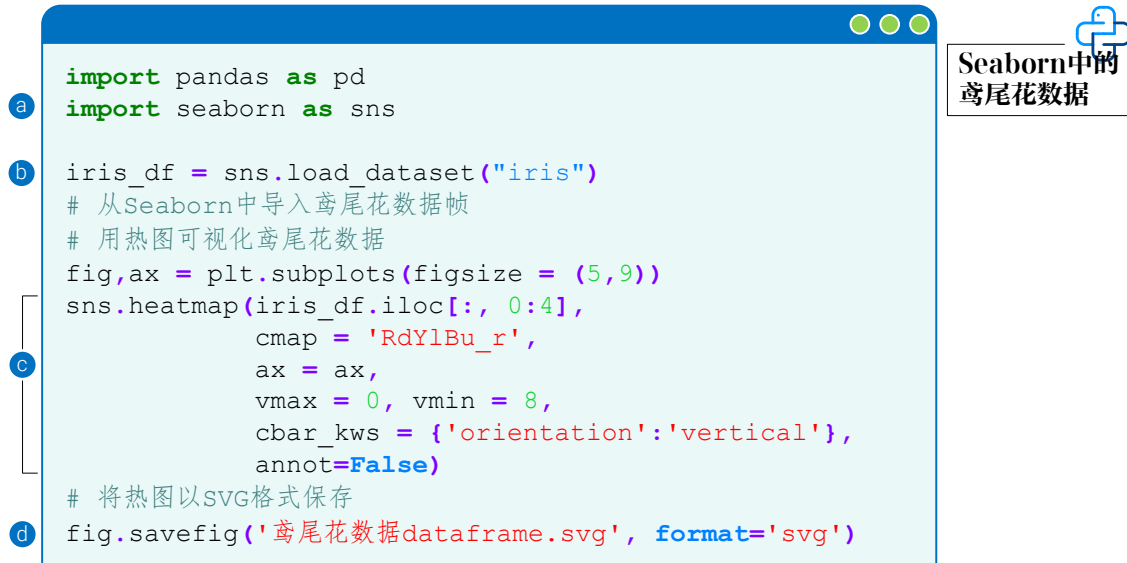 import pandas as pd
import seaborn as sns
iris_df = sns.load_dataset("iris")
# 从Seaborn中导入鸢尾花数据帧
# 用热图可视化鸢尾花数据
fig,ax = plt.subplots(figsize = (5,9))
sns.heatmap(iris_df.iloc[:, 0:4],
cmap = 'RdYlBu_r',
ax = ax,
vmax = 0, vmin = 8,
cbar_kws = {'orientation':'vertical'},
annot=False)
# 将热图以SVG格式保存
fig.savefig('鸢尾花数据dataframe.svg', format='svg')
a
b
c
d
Seaborn中的
鸢尾花数据